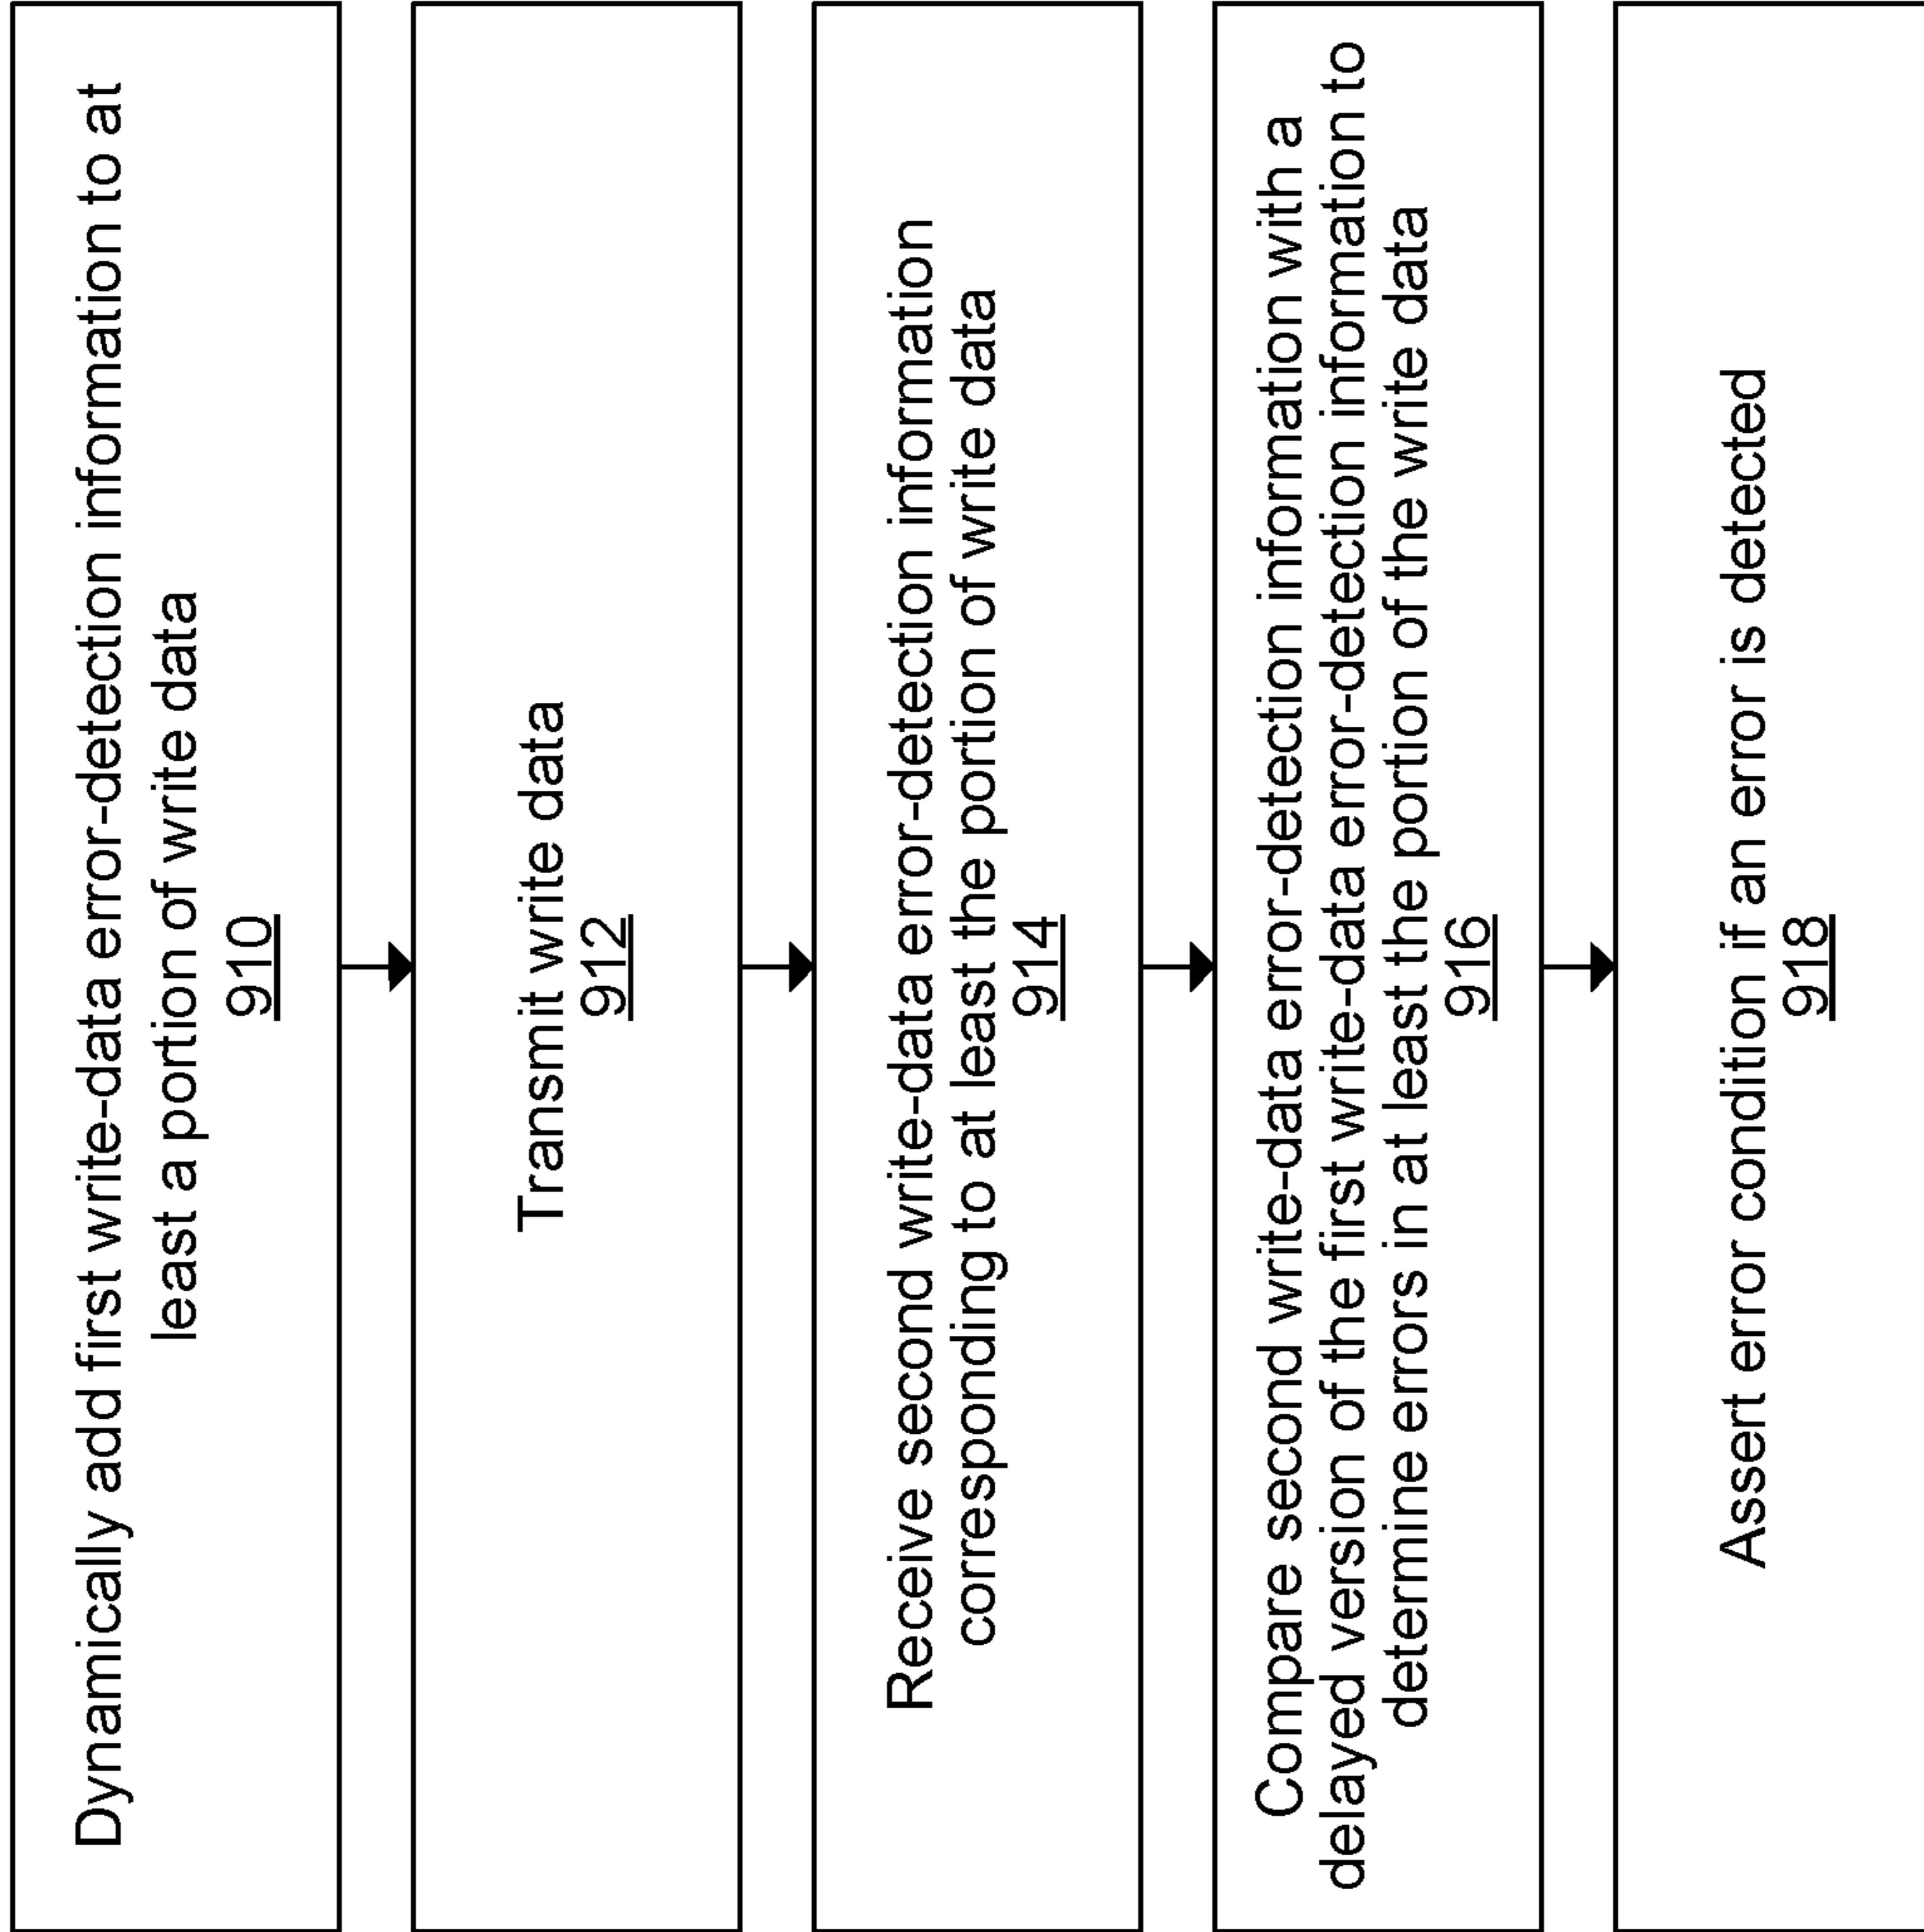 Dynamically add first write-data error-detection information to at
least a portion of write data
910
Transmit write data
912
Receive second write-data error-detection information
corresponding to at least the portion of write data
914
Compare second write-data error-detection information with a
delayed version of the first write-data error-detection information to
determine errors in at least the portion of the write data
916
Assert error condition if an error is detected
918